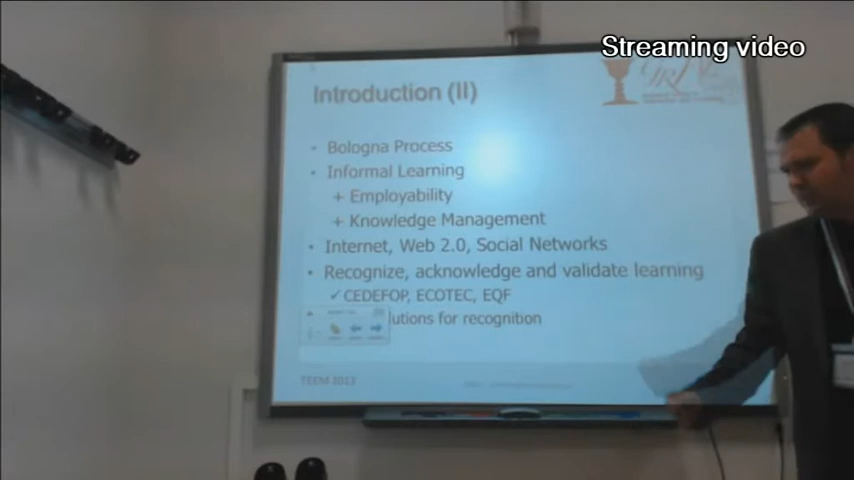 Streaming video
Introduction (II)
• Bologna Process
• Informal Learning
+ Employability
+ Knowledge Management
• Internet, Web 2.0, Social Networks
• Recognize, acknowledge and validate learning
✓ CEDEFOP, ECOTEC, EQF
for recognition
TEEM 2013